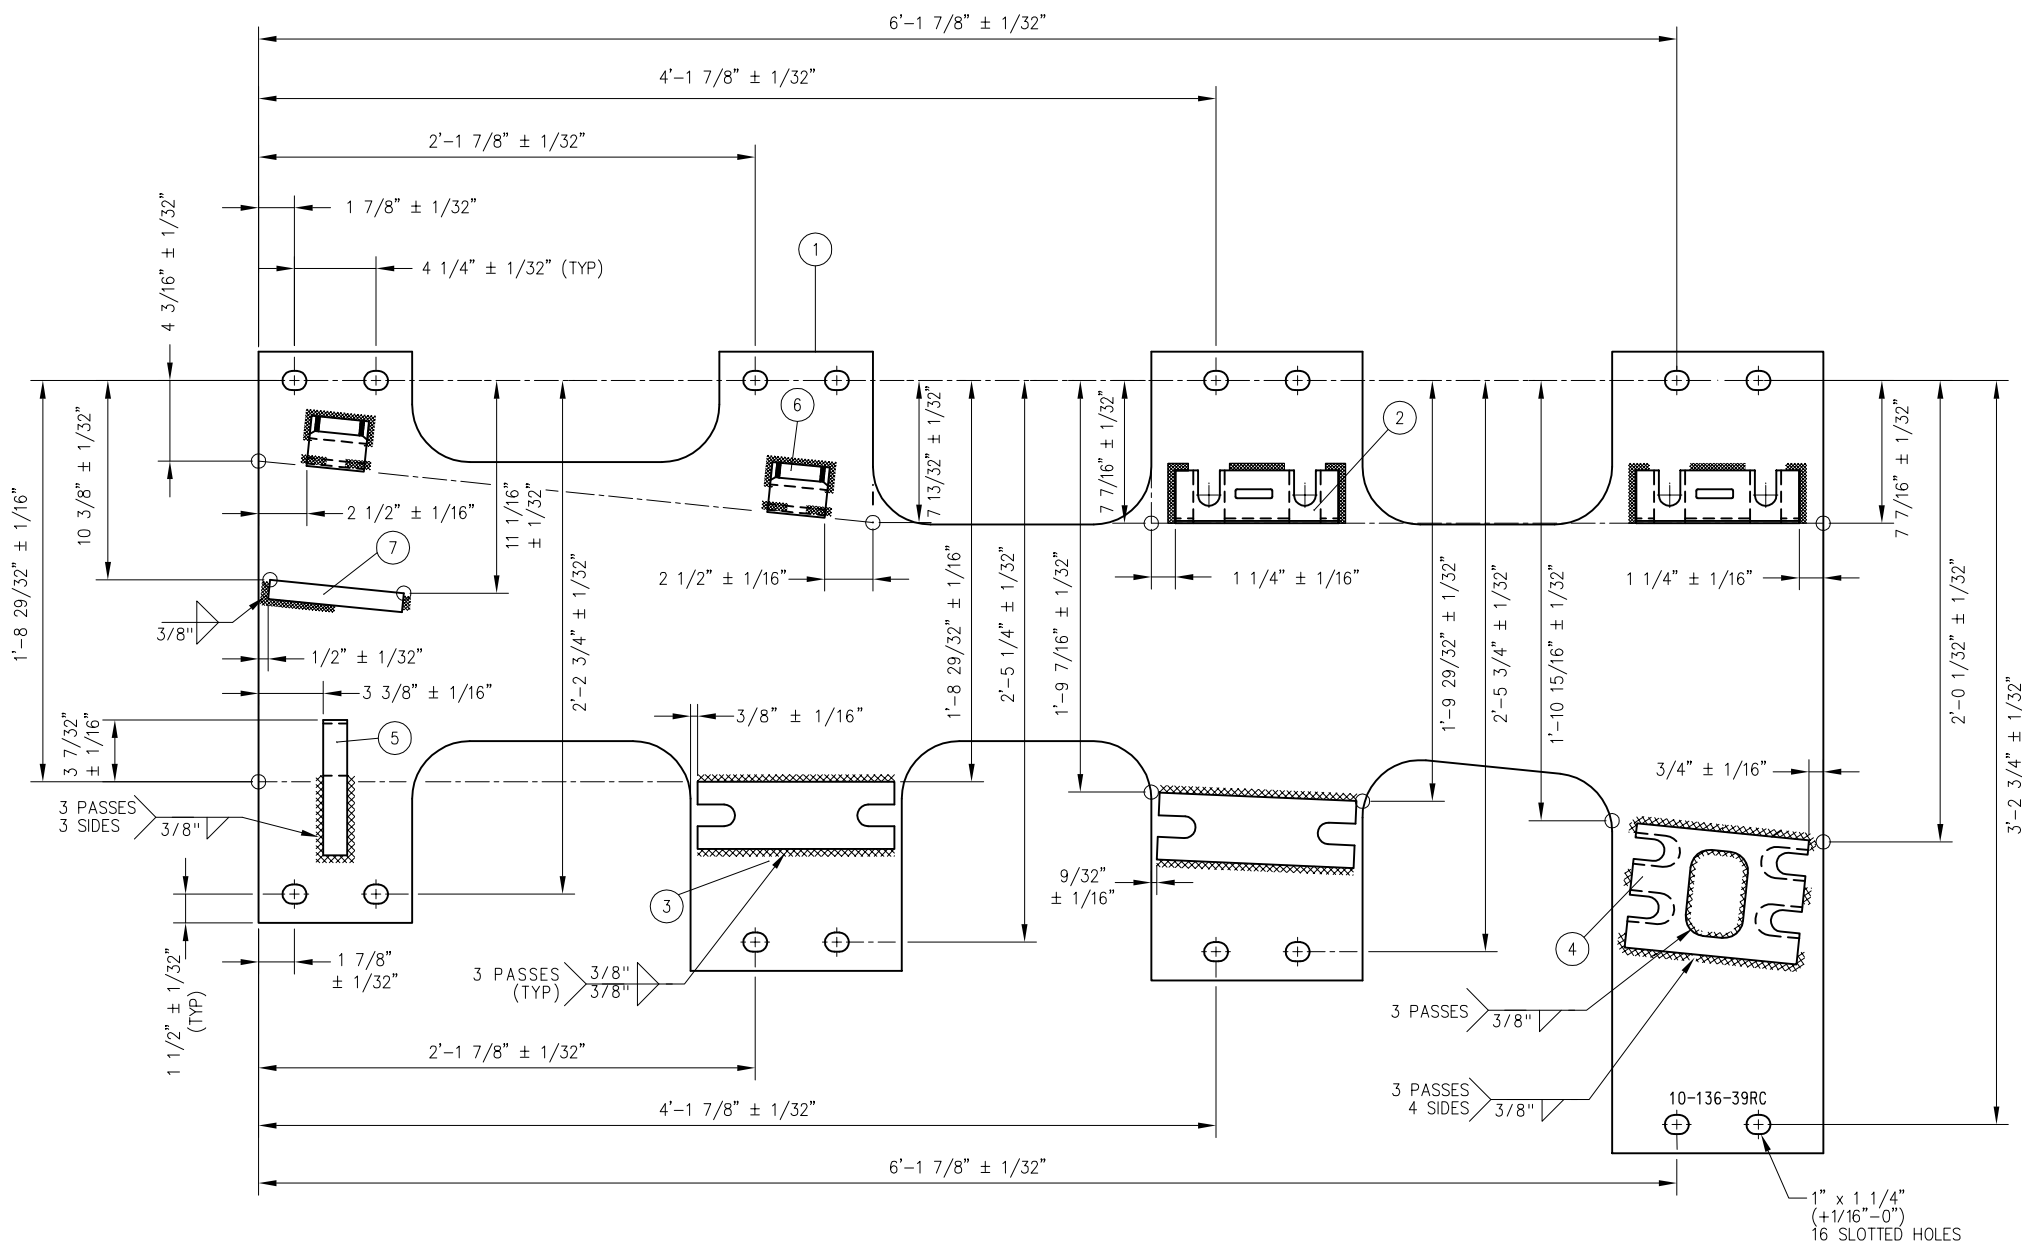 6'-1 7/8" ± 1/32"
4'-1 7/8" ± 1/32"
2'-1 7/8" ± 1/32"
1 7/8" ± 1/32"
4 1/4" ± 1/32" (TYP)
4 3/16" ± 1/32"
1
6
2
10 3/8" ± 1/32"
1'-8 29/32" ± 1/16"
2 1/2" ± 1/16"
7
3/8"
1/2" ± 1/32"
3 3/8" ± 1/16"
11 1/16"
± 1/32"
2'-2 3/4" ± 1/32"
7 13/32" ± 1/32"
7 7/16" ± 1/32"
2 1/2" ± 1/16"
1 1/4" ± 1/16"
1 1/4" ± 1/16"
7 7/16" ± 1/32"
1'-8 29/32" ± 1/16"
2'-5 1/4" ± 1/32"
1'-9 7/16" ± 1/32"
1'-9 29/32" ± 1/32"
2'-5 3/4" ± 1/32"
1'-10 15/16" ± 1/32"
2'-0 1/32" ± 1/32"
3'-2 3/4" ± 1/32"
3 7/32"
± 1/16"
5
3/8" ± 1/16"
3/4" ± 1/16"
3 PASSES
3 SIDES
3/8"
3
9/32"
± 1/16"
4
1 7/8"
± 1/32"
1 1/2" ± 1/32"
(TYP)
3 PASSES
(TYP)
3/8"
3/8"
3 PASSES
3/8"
3 PASSES
4 SIDES
3/8"
10-136-39RC
2'-1 7/8" ± 1/32"
4'-1 7/8" ± 1/32"
6'-1 7/8" ± 1/32"
1" x 1 1/4"
(+1/16"-0")
16 SLOTTED HOLES